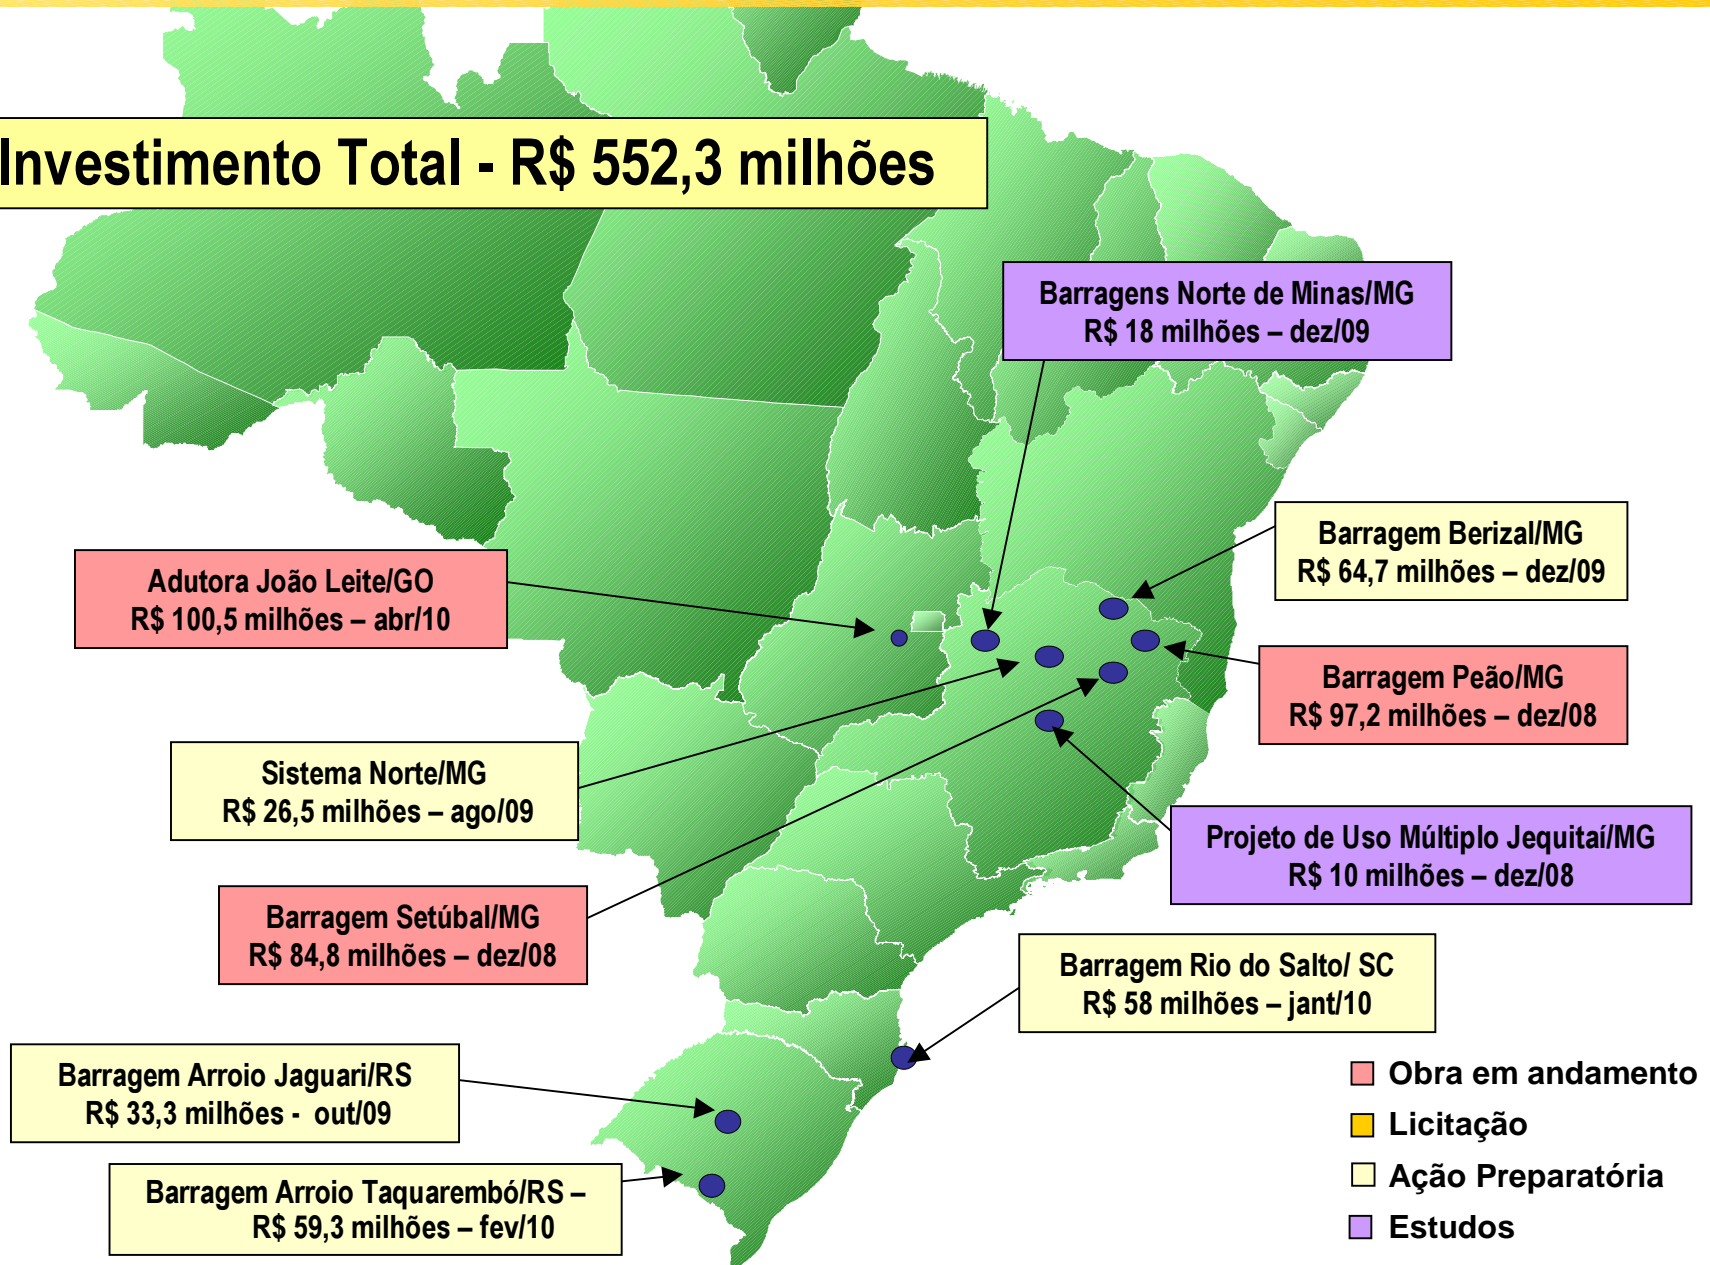 Investimento Total - R$ 552,3 milhões
Barragens Norte de Minas/MG
R$ 18 milhões – dez/09
Barragem Berizal/MG
R$ 64,7 milhões – dez/09
Adutora João Leite/GO
R$ 100,5 milhões – abr/10
Barragem Peão/MG
R$ 97,2 milhões – dez/08
Sistema Norte/MG
R$ 26,5 milhões – ago/09
Projeto de Uso Múltiplo Jequitaí/MG
R$ 10 milhões – dez/08
Barragem Setúbal/MG
R$ 84,8 milhões – dez/08
Barragem Rio do Salto/ SC
R$ 58 milhões – jant/10
Barragem Arroio Jaguari/RS
R$ 33,3 milhões - out/09
Barragem Arroio Taquarembó/RS –
R$ 59,3 milhões – fev/10
Obra em andamento
Licitação
Ação Preparatória
Estudos